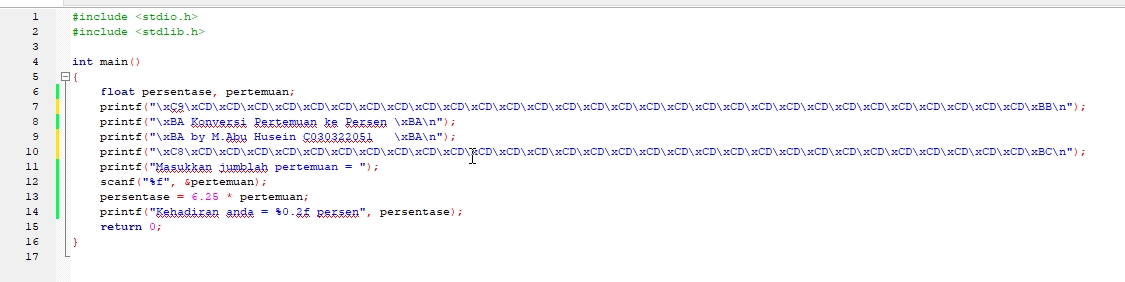 1 #include <stdio.h>
2 #include <stdlib.h>
3
4 int main()
5 {
6     float persentase, pertemuan;
7     printf("\xC9\xCD\xCD\xCD\xCD\xCD\xCD\xCD\xCD\xCD\xCD\xCD\xCD\xCD\xCD\xCD\xCD\xCD\xCD\xCD\xCD\xCD\xCD\xCD\xCD\xCD\xCD\xCD\xCD\xCD\xCD\xBB\n");
8     printf("\xBA Konversi Pertemuan ke Persen \xBA\n");
9     printf("\xBA by M.Abu Husein C030322051   \xBA\n");
10     printf("\xC8\xCD\xCD\xCD\xCD\xCD\xCD\xCD\xCD\xCD\xCD\xCD\xCD\xCD\xCD\xCD\xCD\xCD\xCD\xCD\xCD\xCD\xCD\xCD\xCD\xCD\xCD\xCD\xCD\xCD\xCD\xBC\n");
11     printf("Masukkan jumblah pertemuan = ");
12     scanf("%f", &pertemuan);
13     persentase = 6.25 * pertemuan;
14     printf("Kehadiran anda = %0.2f persen", persentase);
15     return 0;
16 }
17